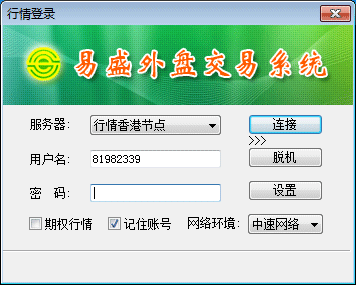 行情登录
易盛外盘交易系统
服务器: 行情香港节点 连接
>>>
用户名: 81982339 脱机
密 码: 设置
期权行情 记住账号 网络环境: 中速网络